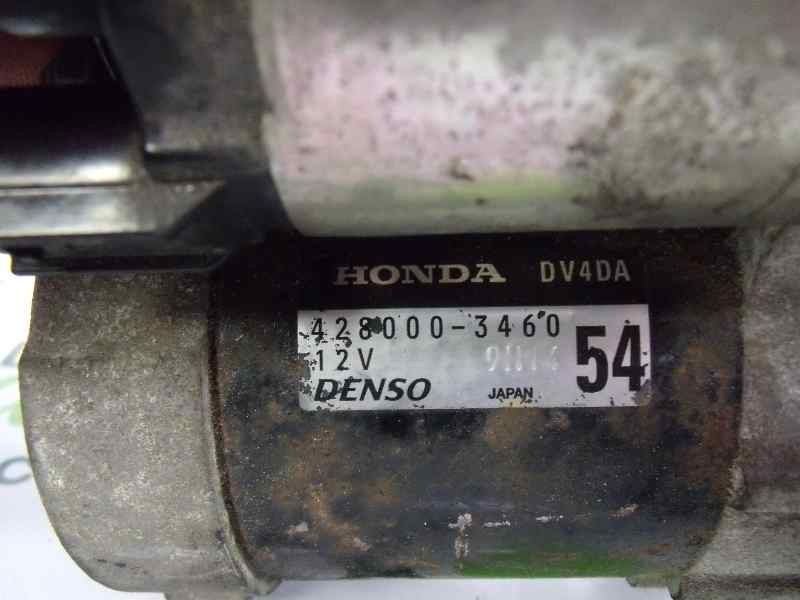 HONDA DV4DA
428000-3460
12V
54
DENSO JAPAN